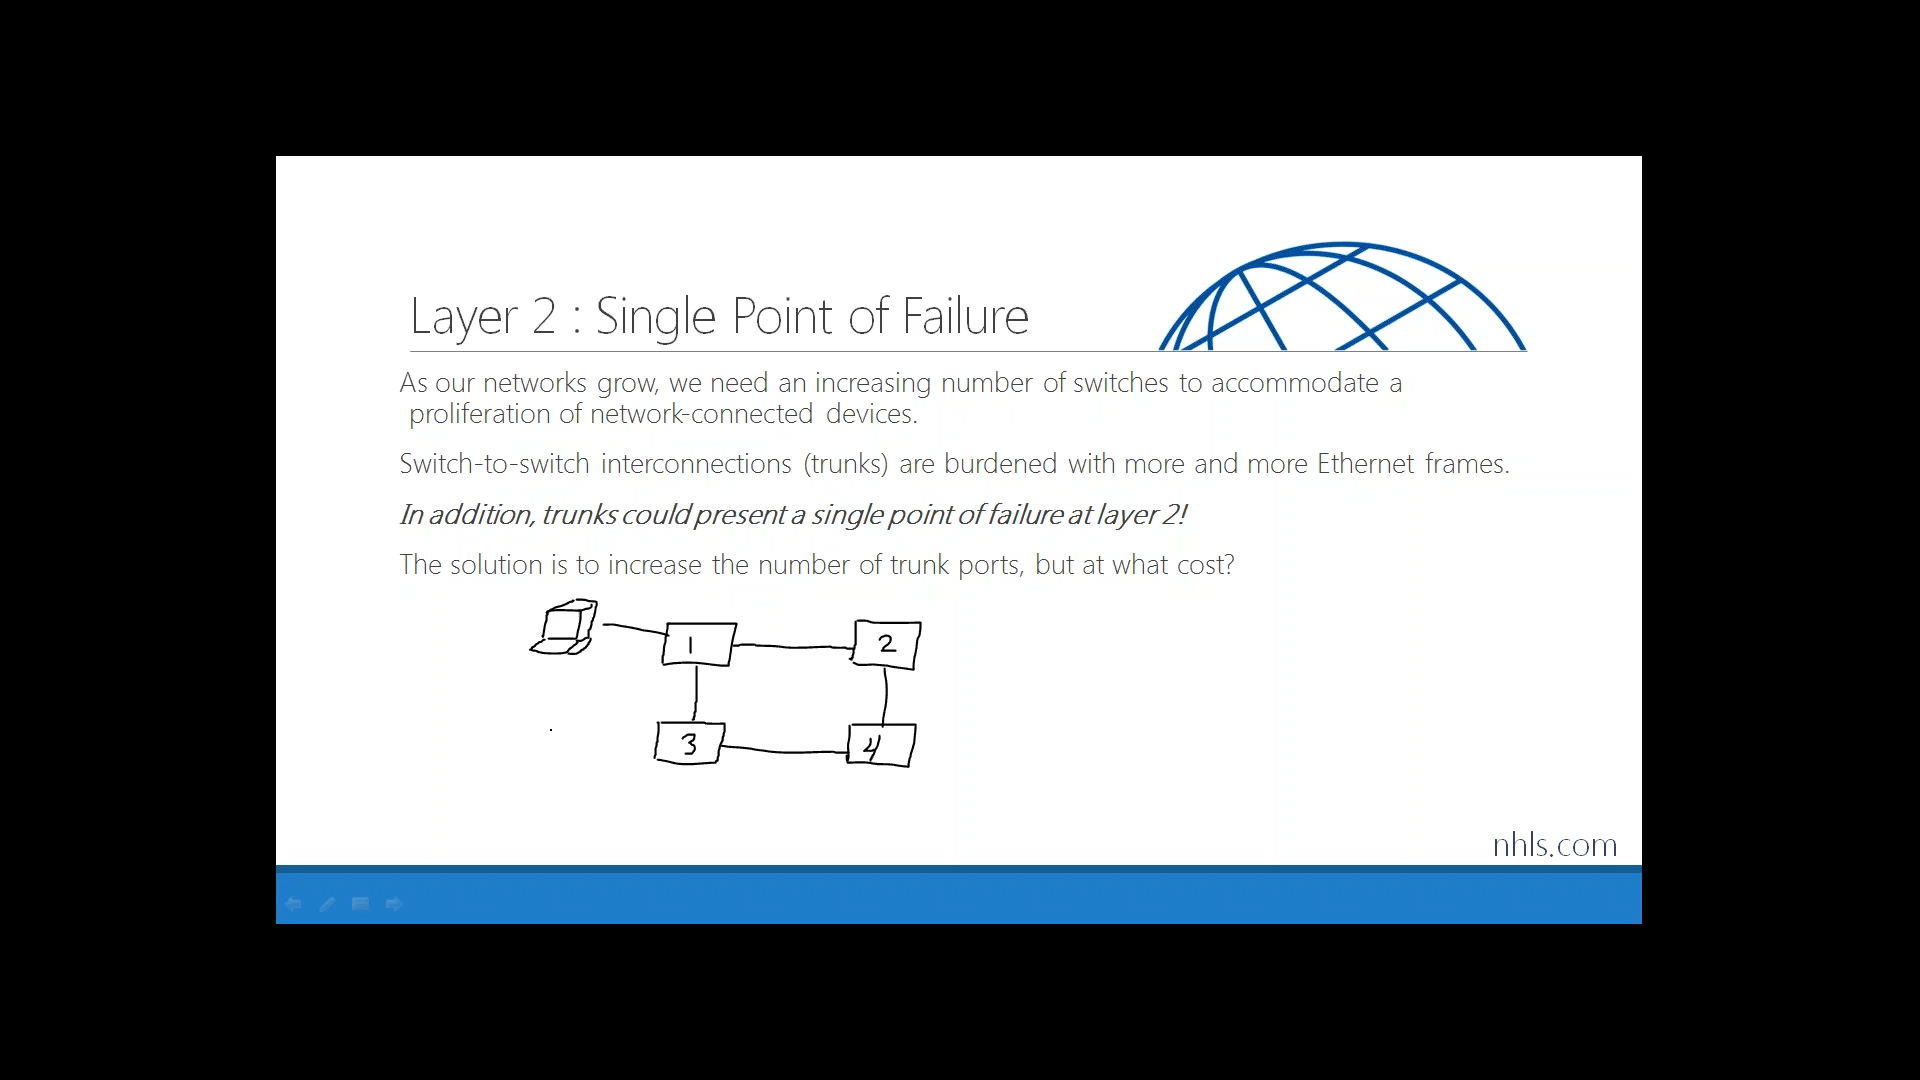 Layer 2 : Single Point of Failure
As our networks grow, we need an increasing number of switches to accommodate a
proliferation of network-connected devices.
Switch-to-switch interconnections (trunks) are burdened with more and more Ethernet frames.
In addition, trunks could present a single point of failure at layer 2!
The solution is to increase the number of trunk ports, but at what cost?
1
2
3
4
nhls.com